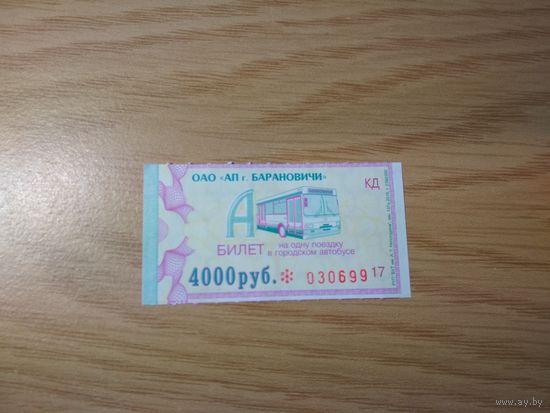 ОАО «АП г. БАРАНОВИЧИ»
КД
А
БИЛЕТ на одну поездку
в городском автобусе
4000руб.* 030699 17
www.ay.by